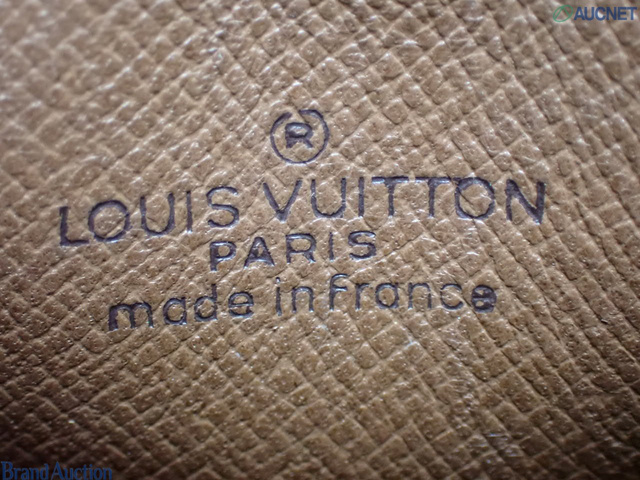 AUCNET
®
LOUIS VUITTON
PARIS
made in France
Brand Auction